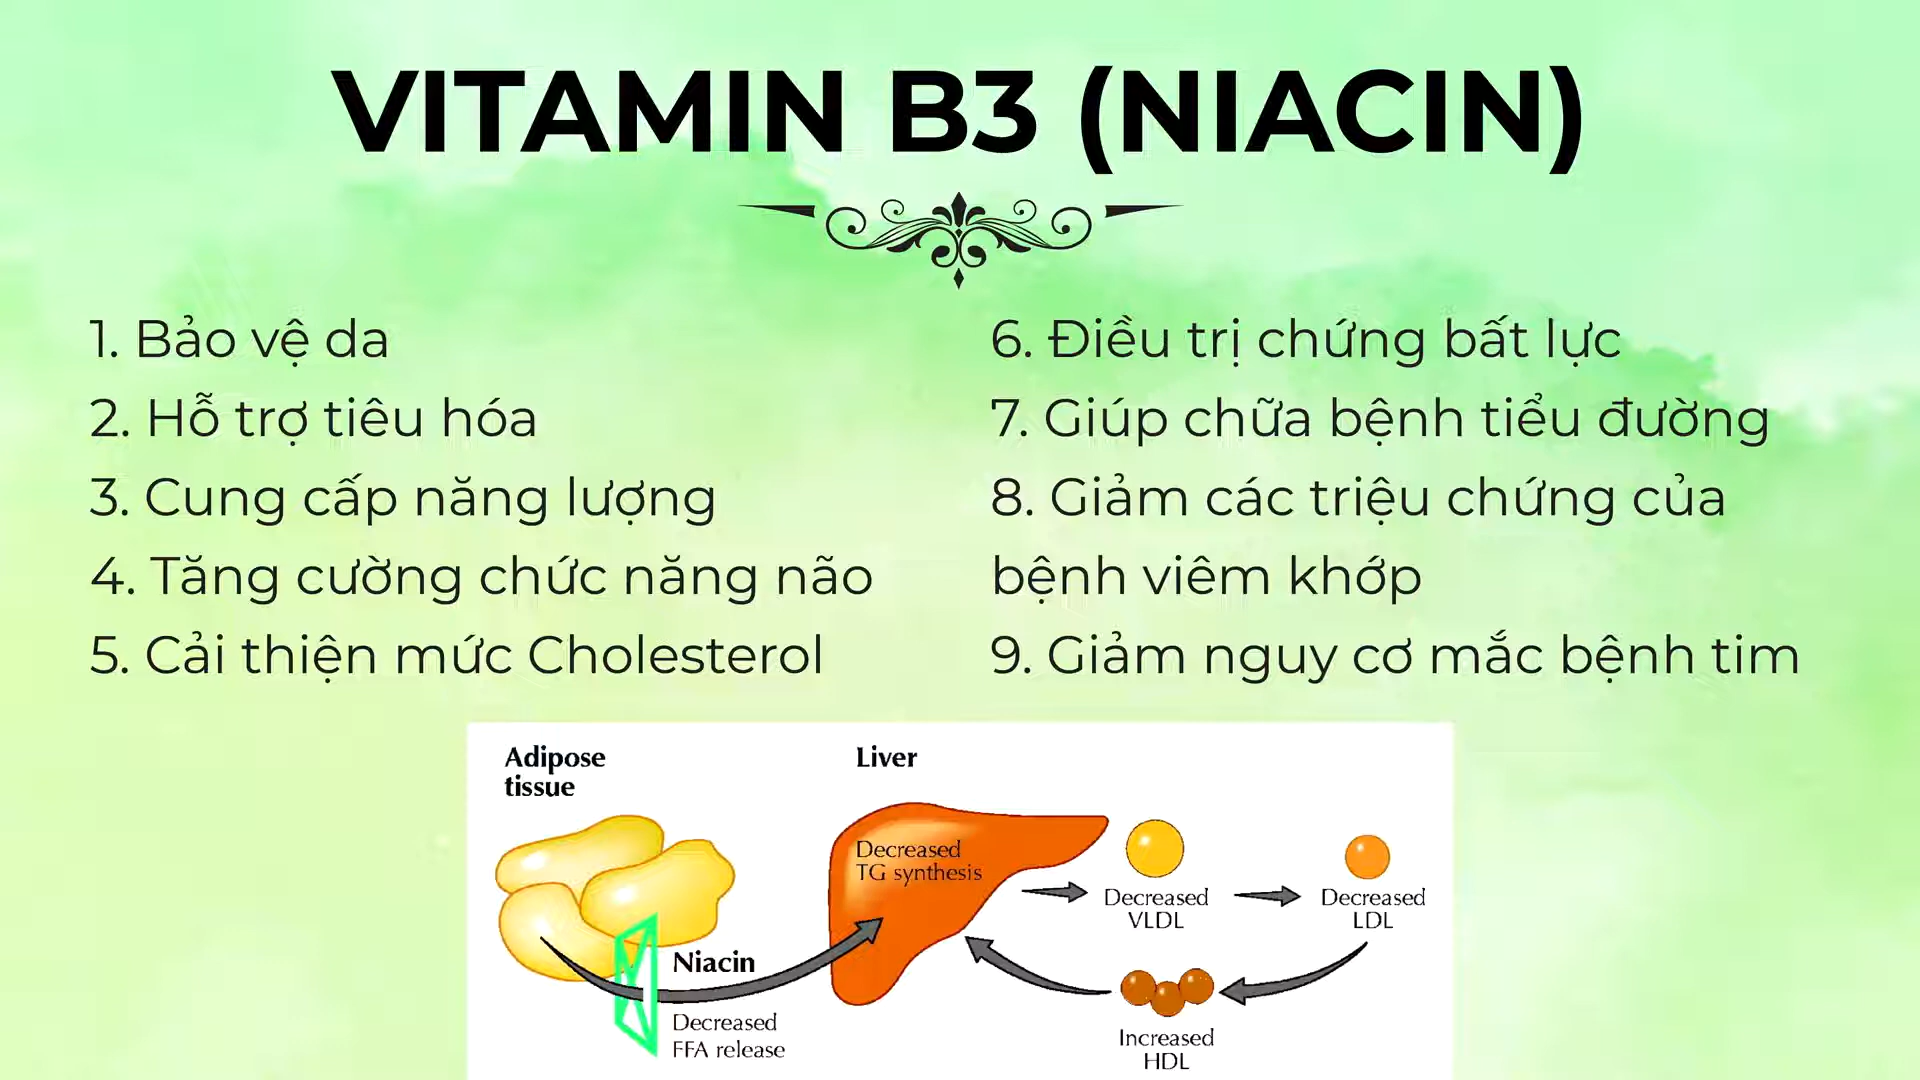 VITAMIN B3 (NIACIN)
1. Bảo vệ da
2. Hỗ trợ tiêu hóa
3. Cung cấp năng lượng
4. Tăng cường chức năng não
5. Cải thiện mức Cholesterol
6. Điều trị chứng bất lực
7. Giúp chữa bệnh tiểu đường
8. Giảm các triệu chứng của
bệnh viêm khớp
9. Giảm nguy cơ mắc bệnh tim
Adipose
tissue
Liver
Decreased
TG synthesis
Decreased
VLDL
Decreased
LDL
Niacin
Decreased
FFA release
Increased
HDL